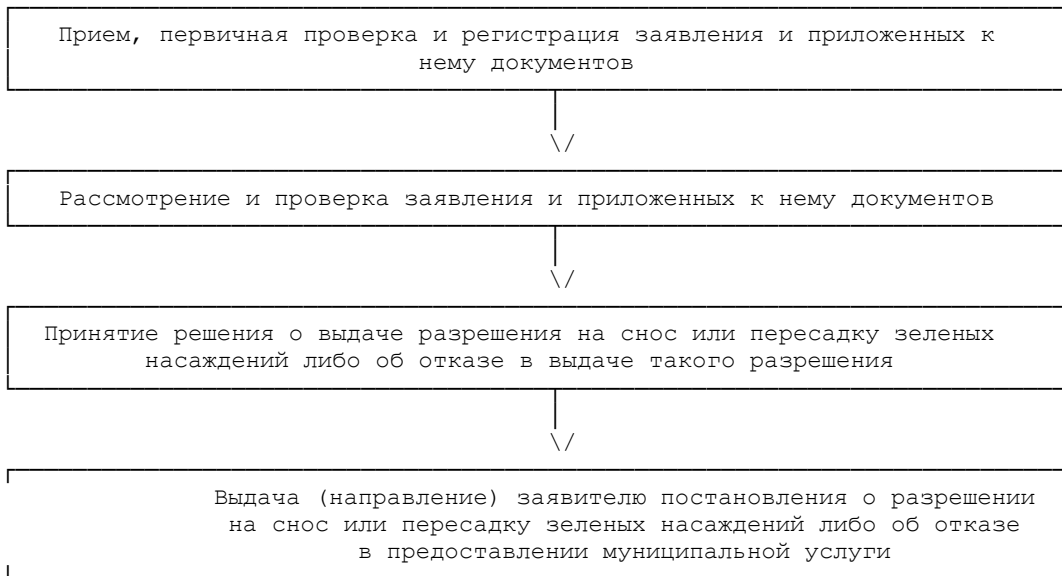 Прием, первичная проверка и регистрация заявления и приложенных к
нему документов
Рассмотрение и проверка заявления и приложенных к нему документов
Принятие решения о выдаче разрешения на снос или пересадку зеленых
насаждений либо об отказе в выдаче такого разрешения
Выдача (направление) заявителю постановления о разрешении
на снос или пересадку зеленых насаждений либо об отказе
в предоставлении муниципальной услуги